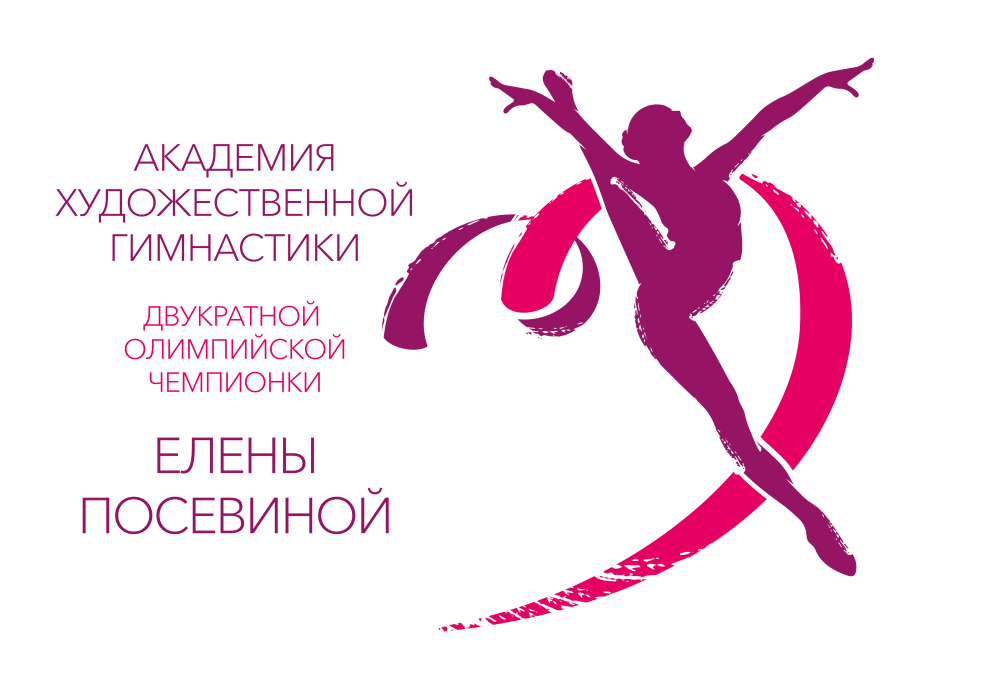 АКАДЕМИЯ
ХУДОЖЕСТВЕННОЙ
ГИМНАСТИКИ
ДВУКРАТНОЙ
ОЛИМПИЙСКОЙ
ЧЕМПИОНКИ
ЕЛЕНЫ
ПОСЕВИНОЙ